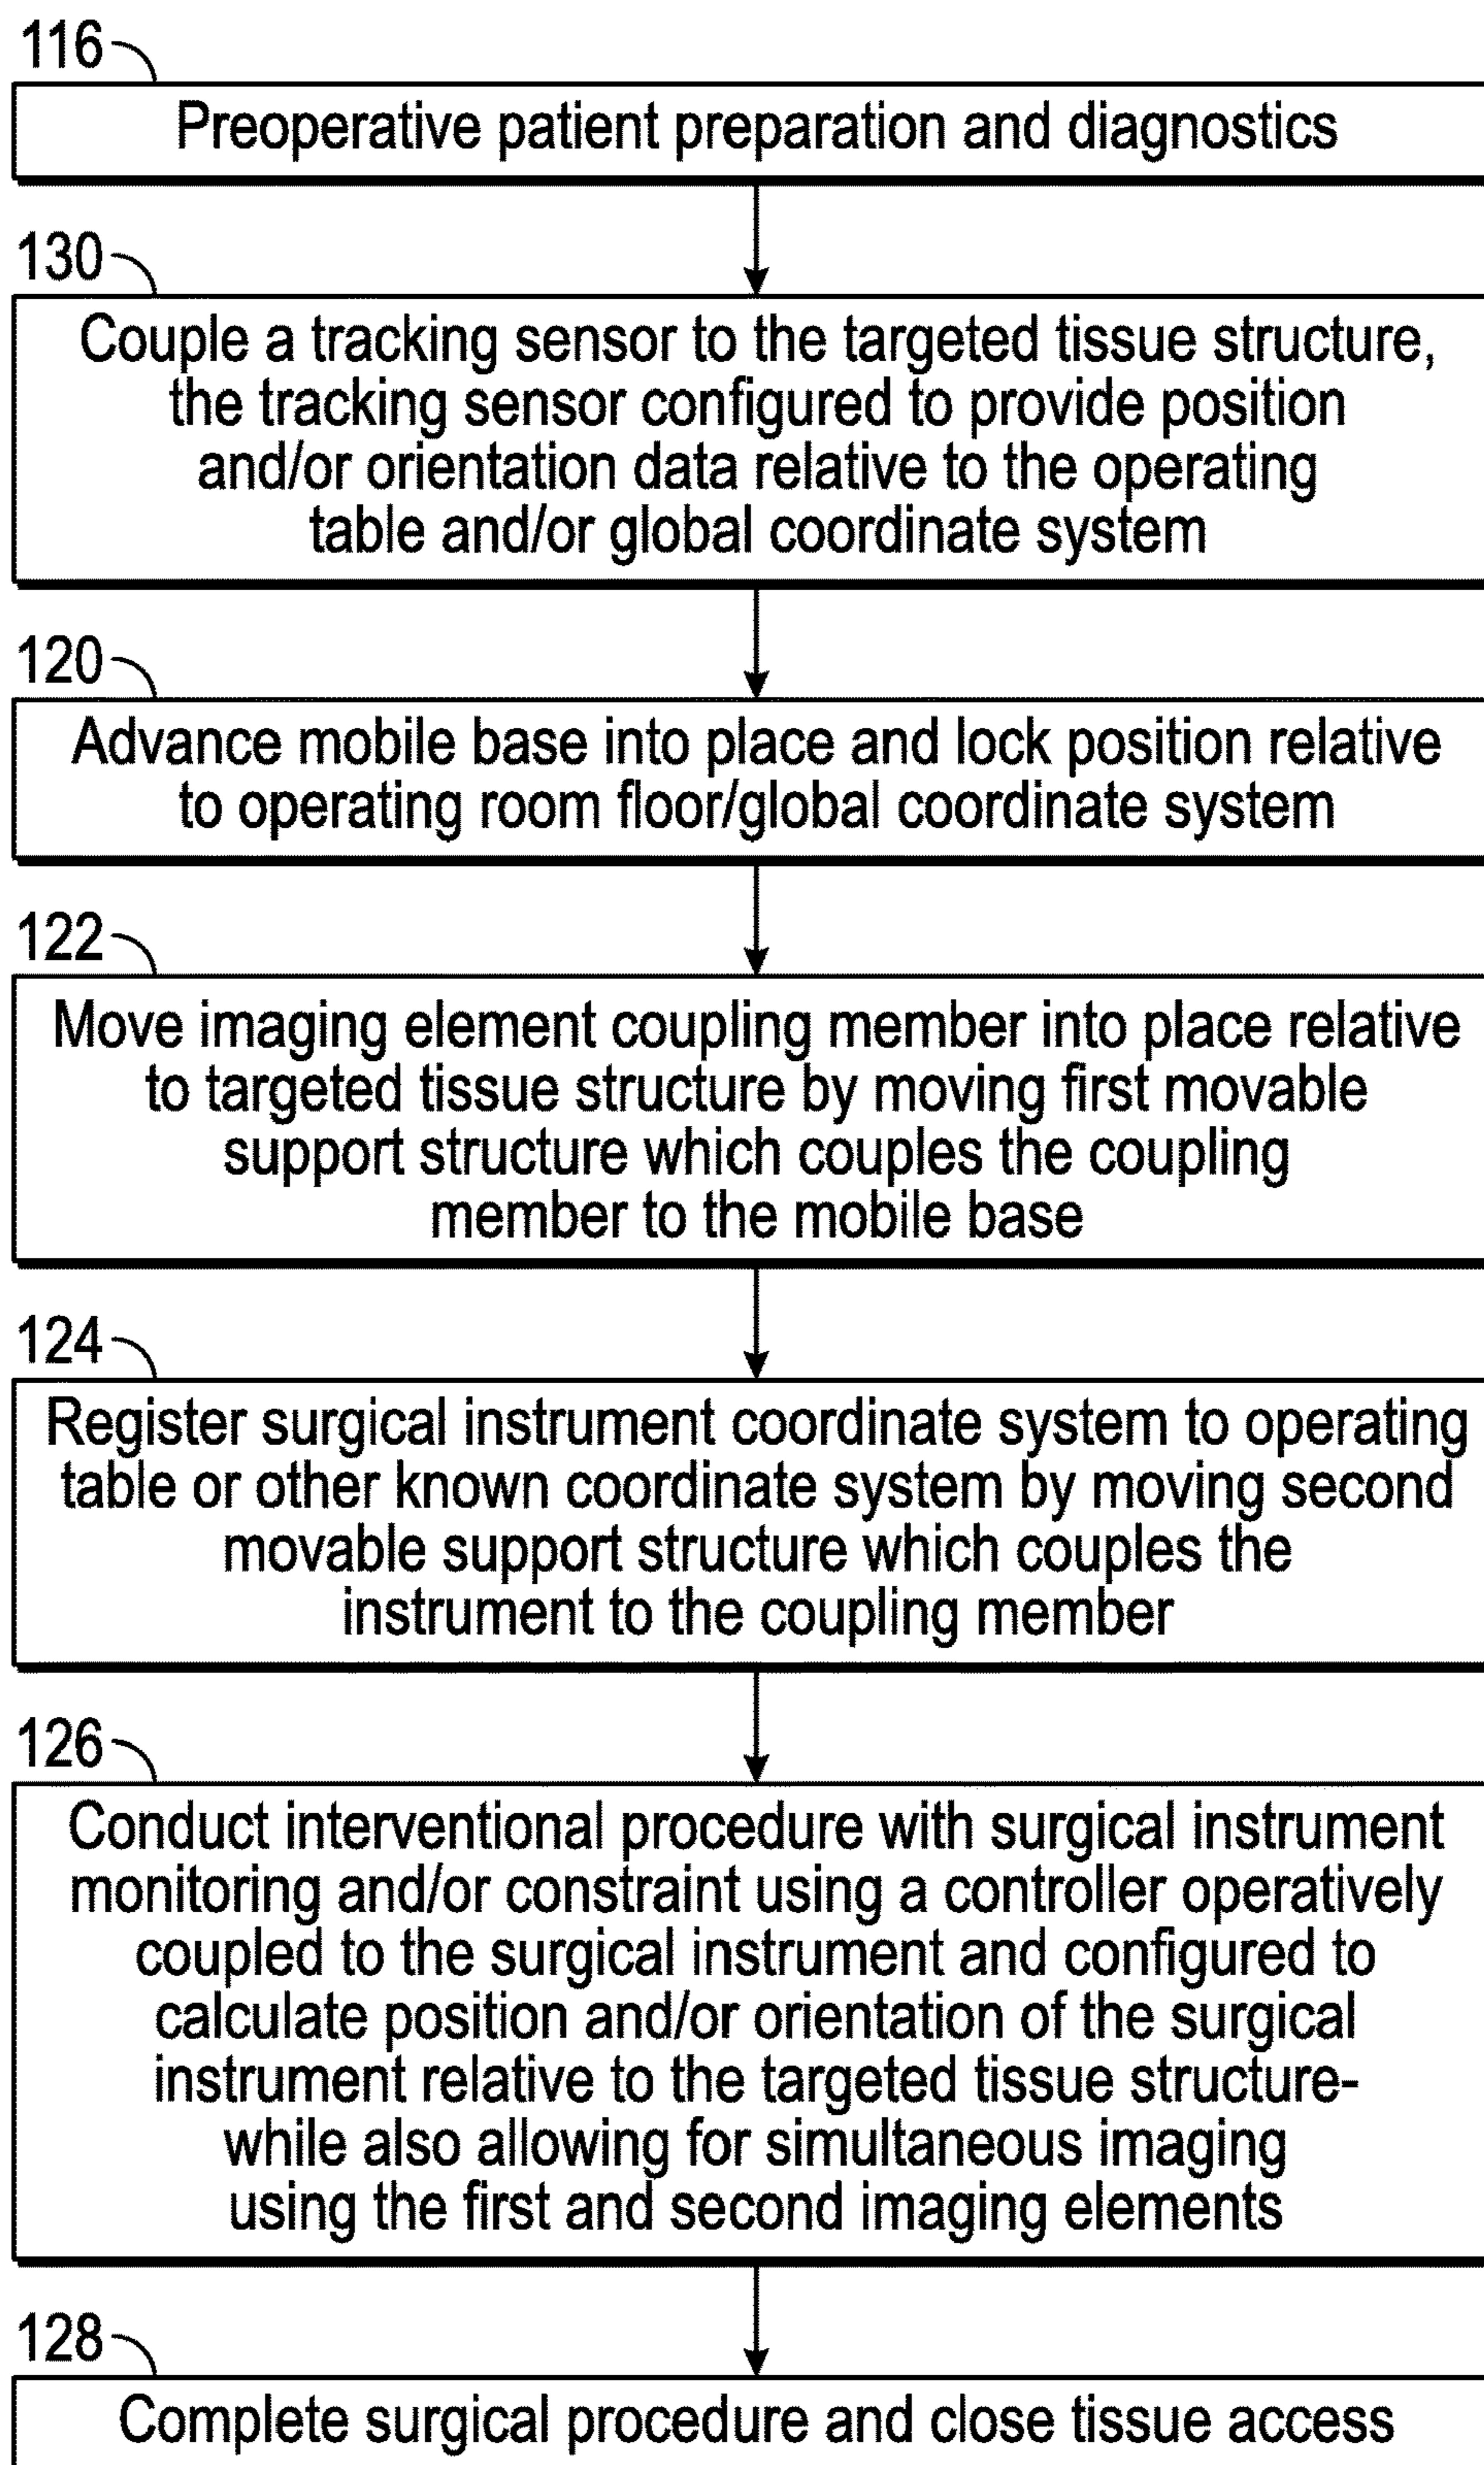 116
Preoperative patient preparation and diagnostics
130
Couple a tracking sensor to the targeted tissue structure,
the tracking sensor configured to provide position
and/or orientation data relative to the operating
table and/or global coordinate system
120
Advance mobile base into place and lock position relative
to operating room floor/global coordinate system
122
Move imaging element coupling member into place relative
to targeted tissue structure by moving first movable
support structure which couples the coupling
member to the mobile base
124
Register surgical instrument coordinate system to operating
table or other known coordinate system by moving second
movable support structure which couples the
instrument to the coupling member
126
Conduct interventional procedure with surgical instrument
monitoring and/or constraint using a controller operatively
coupled to the surgical instrument and configured to
calculate position and/or orientation of the surgical
instrument relative to the targeted tissue structure-
while also allowing for simultaneous imaging
using the first and second imaging elements
128
Complete surgical procedure and close tissue access